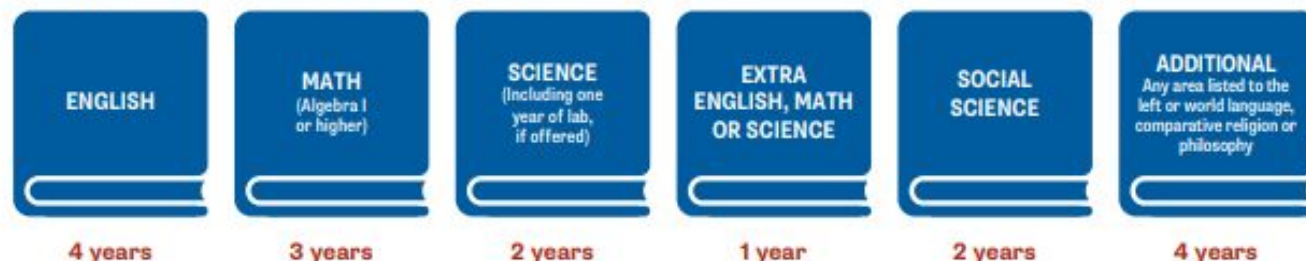 ENGLISH
4 years
MATH
(Algebra I
or higher)
3 years
SCIENCE
(Including one
year of lab,
if offered)
2 years
EXTRA
ENGLISH, MATH
OR SCIENCE
1 year
SOCIAL
SCIENCE
2 years
ADDITIONAL
Any area listed to the
left or world language,
comparative religion or
philosophy
4 years